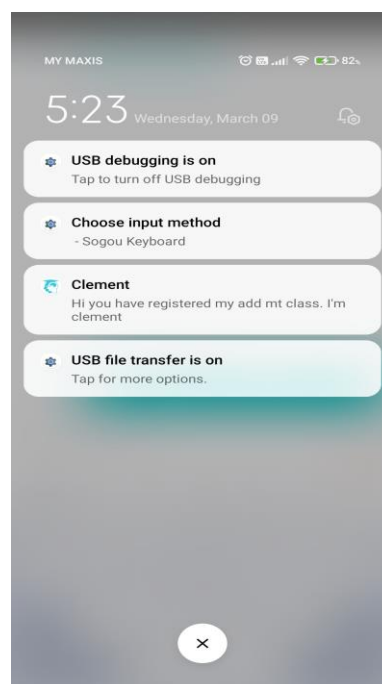 MY MAXIS 82%
5:23 Wednesday, March 09
USB debugging is on
Tap to turn off USB debugging
Choose input method
- Sogou Keyboard
Clement
Hi you have registered my add mt class. I'm
clement
USB file transfer is on
Tap for more options.